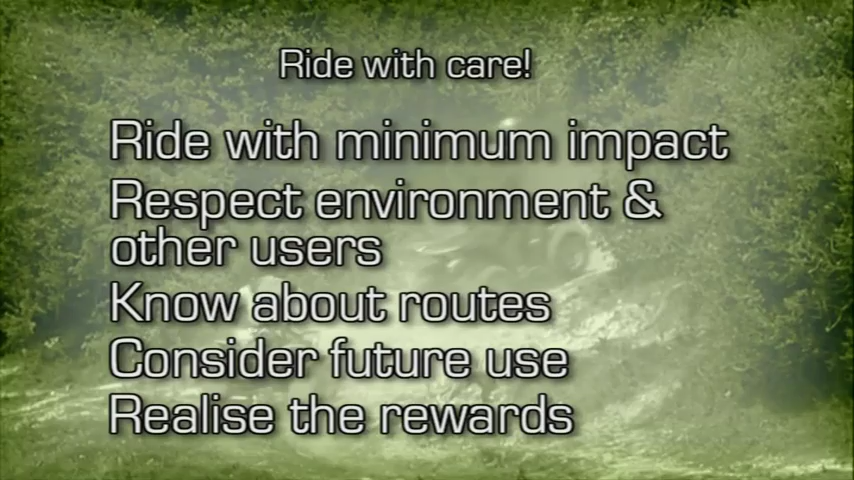 Ride with care!
Ride with minimum impact
Respect environment &
other users
Know about routes
Consider future use
Realise the rewards